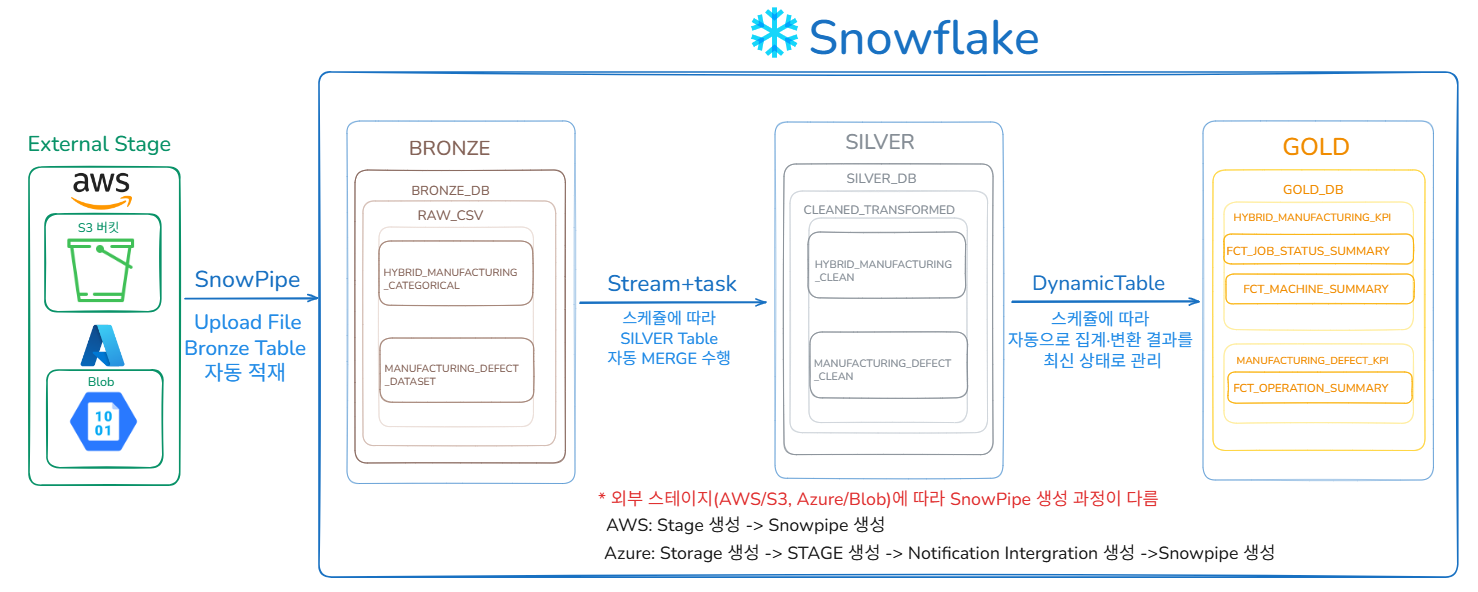 Snowflake
External Stage
aws
S3 버킷
Blob
10
01
SnowPipe
Upload File
Bronze Table
자동 적재
BRONZE
BRONZE_DB
RAW_CSV
HYBRID_MANUFACTURING
_CATEGORICAL
MANUFACTURING_DEFECT
_DATASET
Stream+task
스케쥴에 따라
SILVER Table
자동 MERGE 수행
SILVER
SILVER_DB
CLEANED_TRANSFORMED
HYBRID_MANUFACTURING
_CLEAN
MANUFACTURING_DEFECT
_CLEAN
DynamicTable
스케쥴에 따라
자동으로 집계·변환 결과를
최신 상태로 관리
GOLD
GOLD_DB
HYBRID_MANUFACTURING_KPI
FCT_JOB_STATUS_SUMMARY
FCT_MACHINE_SUMMARY
MANUFACTURING_DEFECT_KPI
FCT_OPERATION_SUMMARY
* 외부 스테이지(AWS/S3, Azure/Blob)에 따라 SnowPipe 생성 과정이 다름
AWS: Stage 생성 -> Snowpipe 생성
Azure: Storage 생성 -> STAGE 생성 -> Notification Intergration 생성 ->Snowpipe 생성